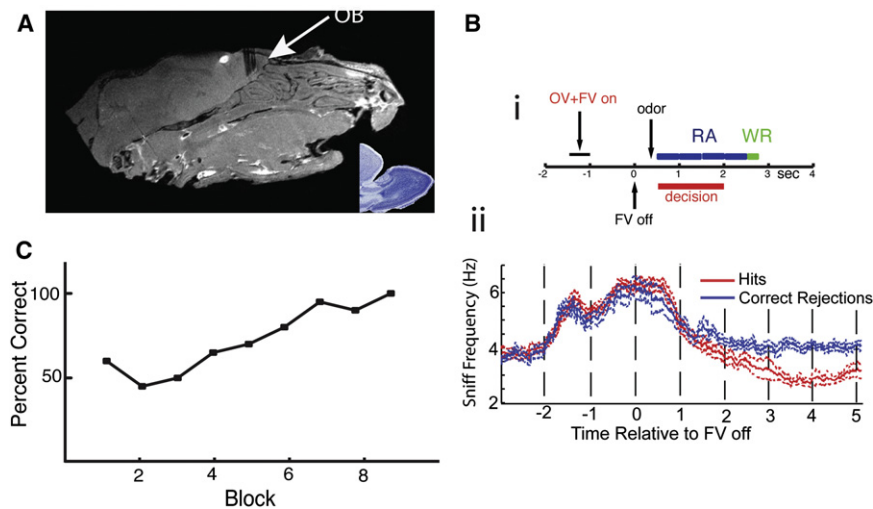 A
OB
B
i
OV+FV on
odor
RA
WR
-2 -1 0 1 2 3 sec 4
decision
FV off
ii
Sniff Frequency (Hz)
6
4
2
Hits
Correct Rejections
-2 -1 0 1 2 3 4 5
Time Relative to FV off
C
Percent Correct
100
50
2 4 6 8
Block